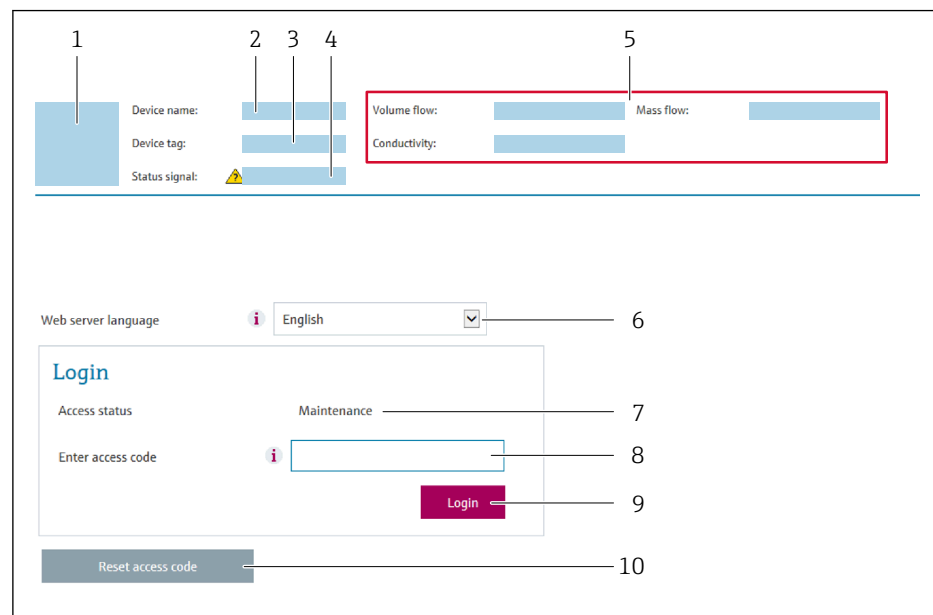 1 2 3 4 5
Device name: Volume flow: Mass flow:
Device tag: Conductivity:
Status signal: ?
Web server language i English 6
Login
Access status Maintenance 7
Enter access code i 8
Login 9
Reset access code 10